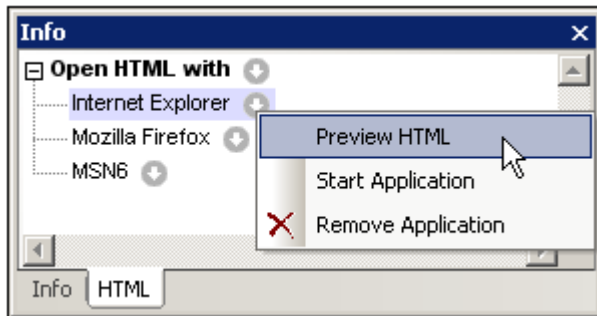 Info
Open HTML with
Internet Explorer
Mozilla Firefox
MSN6
Preview HTML
Start Application
Remove Application
Info
HTML